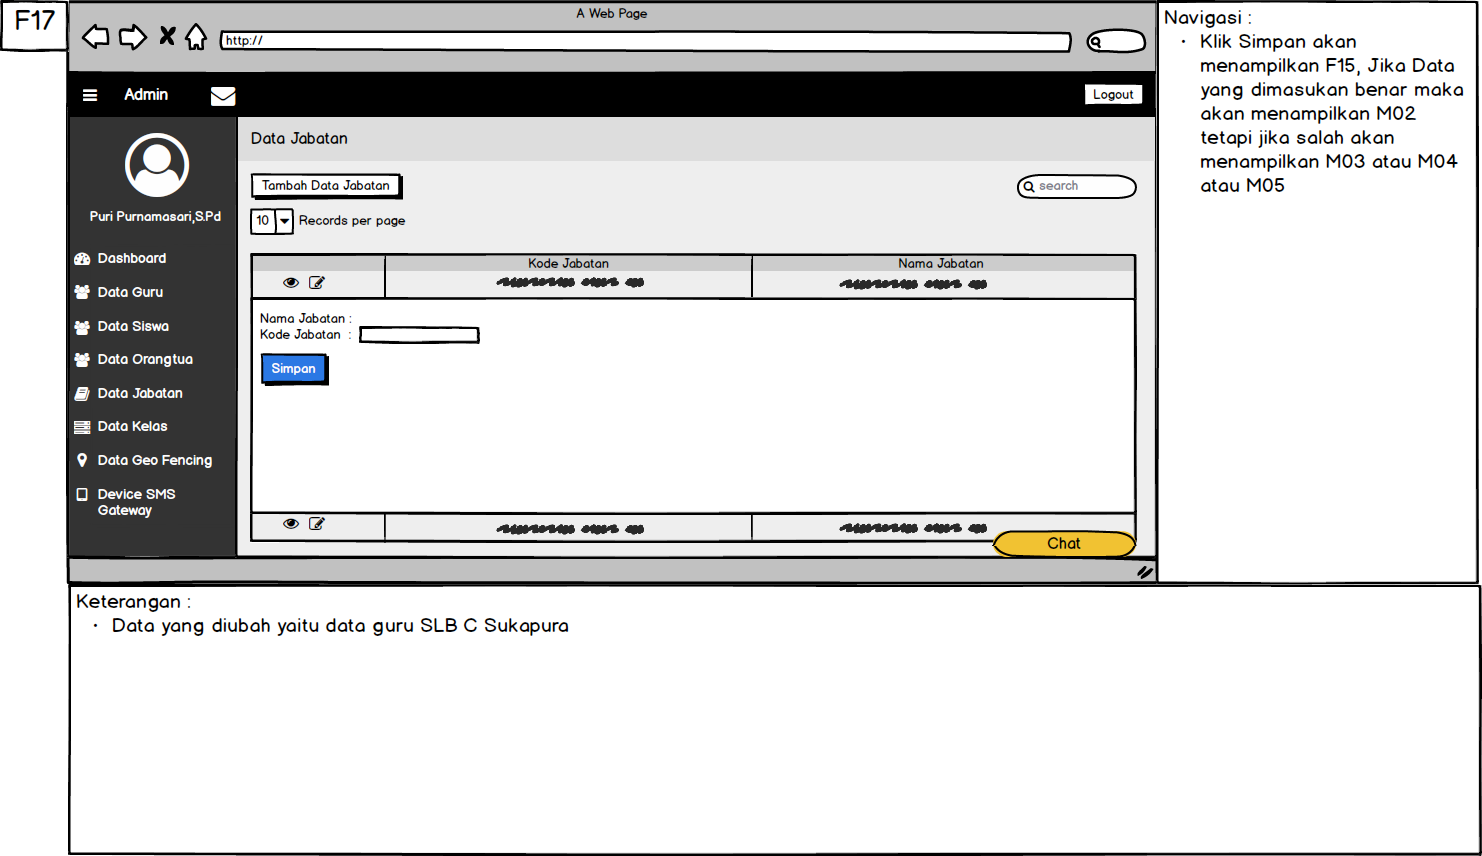 F17
A Web Page
http://
Admin
Logout
Puri Purnamasari,S.Pd
Dashboard
Data Guru
Data Siswa
Data Orangtua
Data Jabatan
Data Kelas
Data Geo Fencing
Device SMS
Gateway
Data Jabatan
Tambah Data Jabatan
search
10 Records per page
Kode Jabatan Nama Jabatan
Nama Jabatan :
Kode Jabatan :
Simpan
Chat
Navigasi :
• Klik Simpan akan
menampilkan F15, Jika Data
yang dimasukan benar maka
akan menampilkan M02
tetapi jika salah akan
menampilkan M03 atau M04
atau M05
Keterangan :
• Data yang diubah yaitu data guru SLB C Sukapura